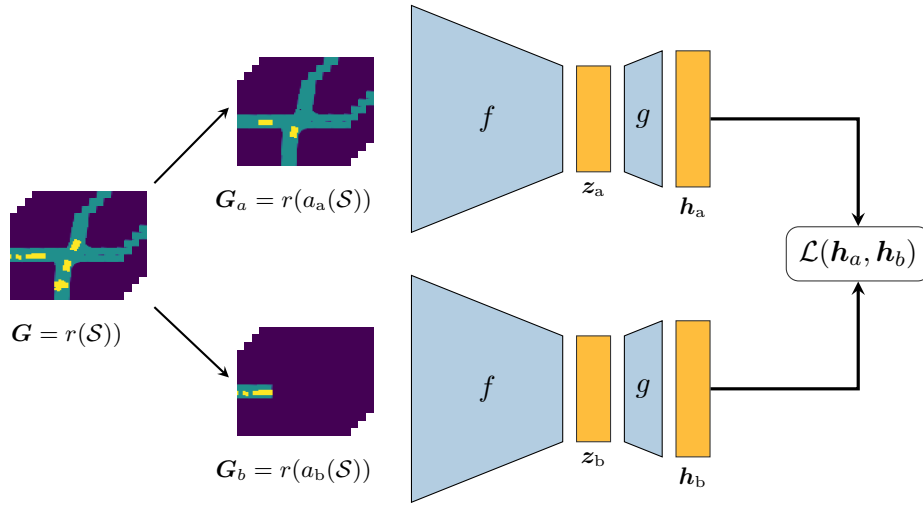 f
g
z_a
h_a
G_a = r(a_a(𝒮))
G = r(𝒮))
ℒ(h_a, h_b)
f
g
z_b
h_b
G_b = r(a_b(𝒮))